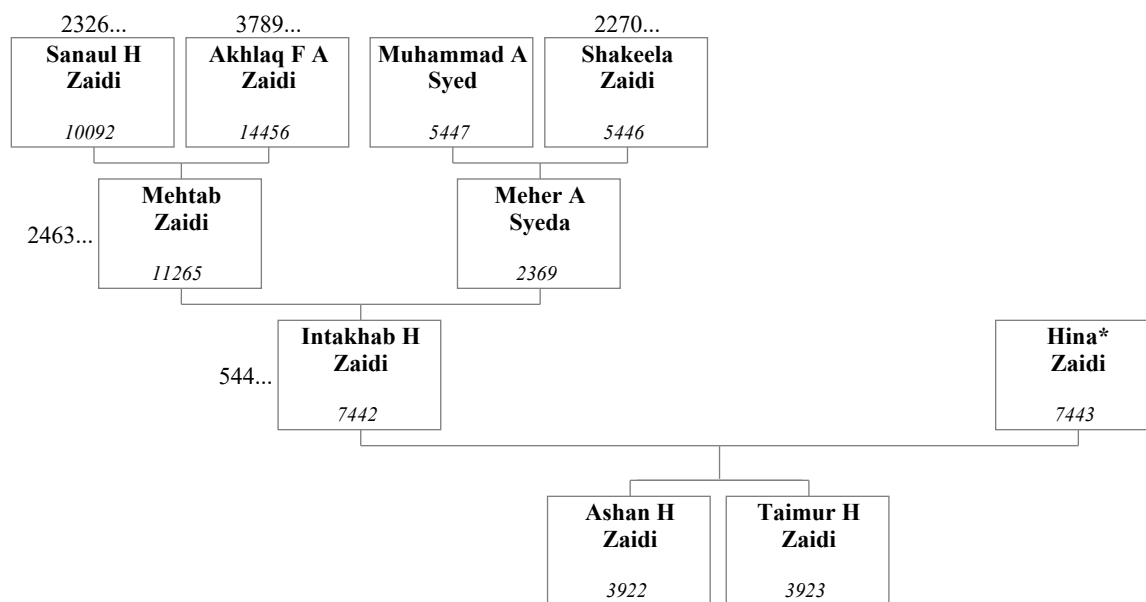 2326...
3789...
2270...
Sanaul H
Zaidi
10092
Akhlaq F A
Zaidi
14456
Muhammad A
Syed
5447
Shakeela
Zaidi
5446
2463...
Mehtab
Zaidi
11265
Meher A
Syeda
2369
544...
Intakhab H
Zaidi
7442
Hina*
Zaidi
7443
Ashan H
Zaidi
3922
Taimur H
Zaidi
3923